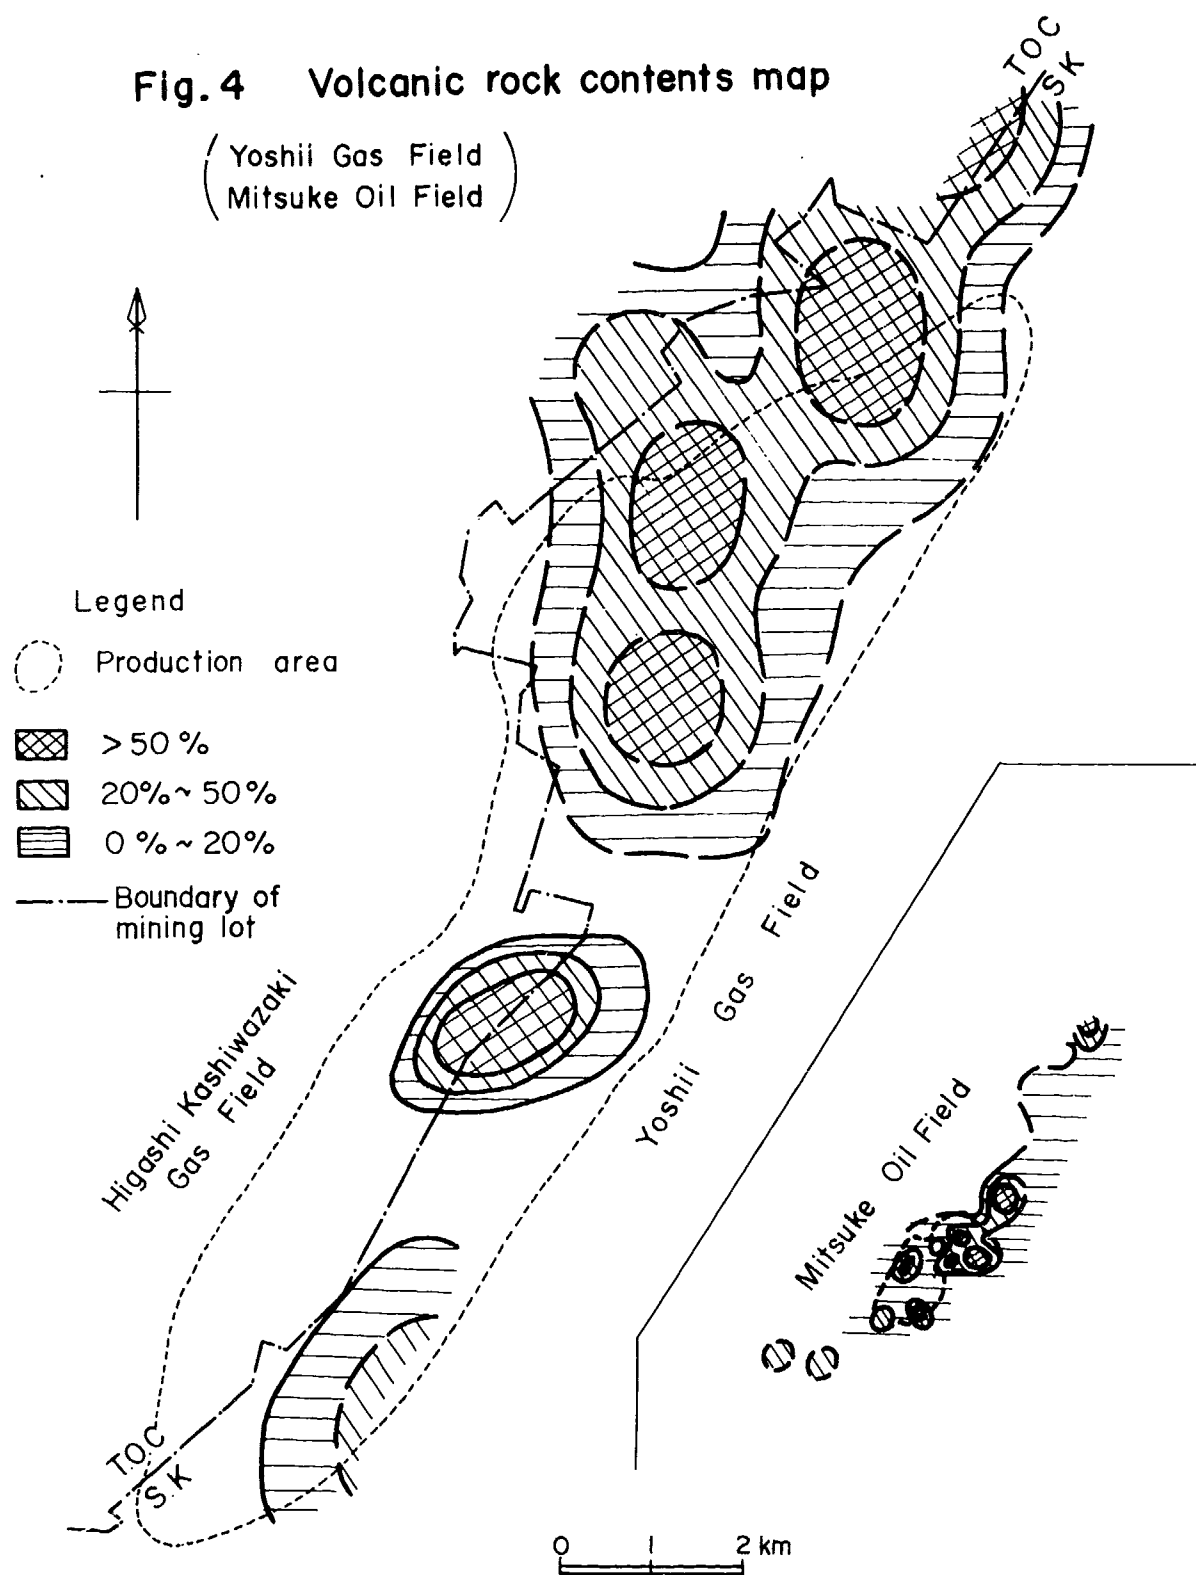 Fig. 4 Volcanic rock contents map
Yoshii Gas Field
Mitsuke Oil Field
TOC
SK
Legend
Production area
>50%
20%~50%
0%~20%
Boundary of
mining lot
Higashi Kashiwazaki
Gas Field
Yoshii Gas Field
Mitsuke Oil Field
T.O.C
S.K
0 1 2 km